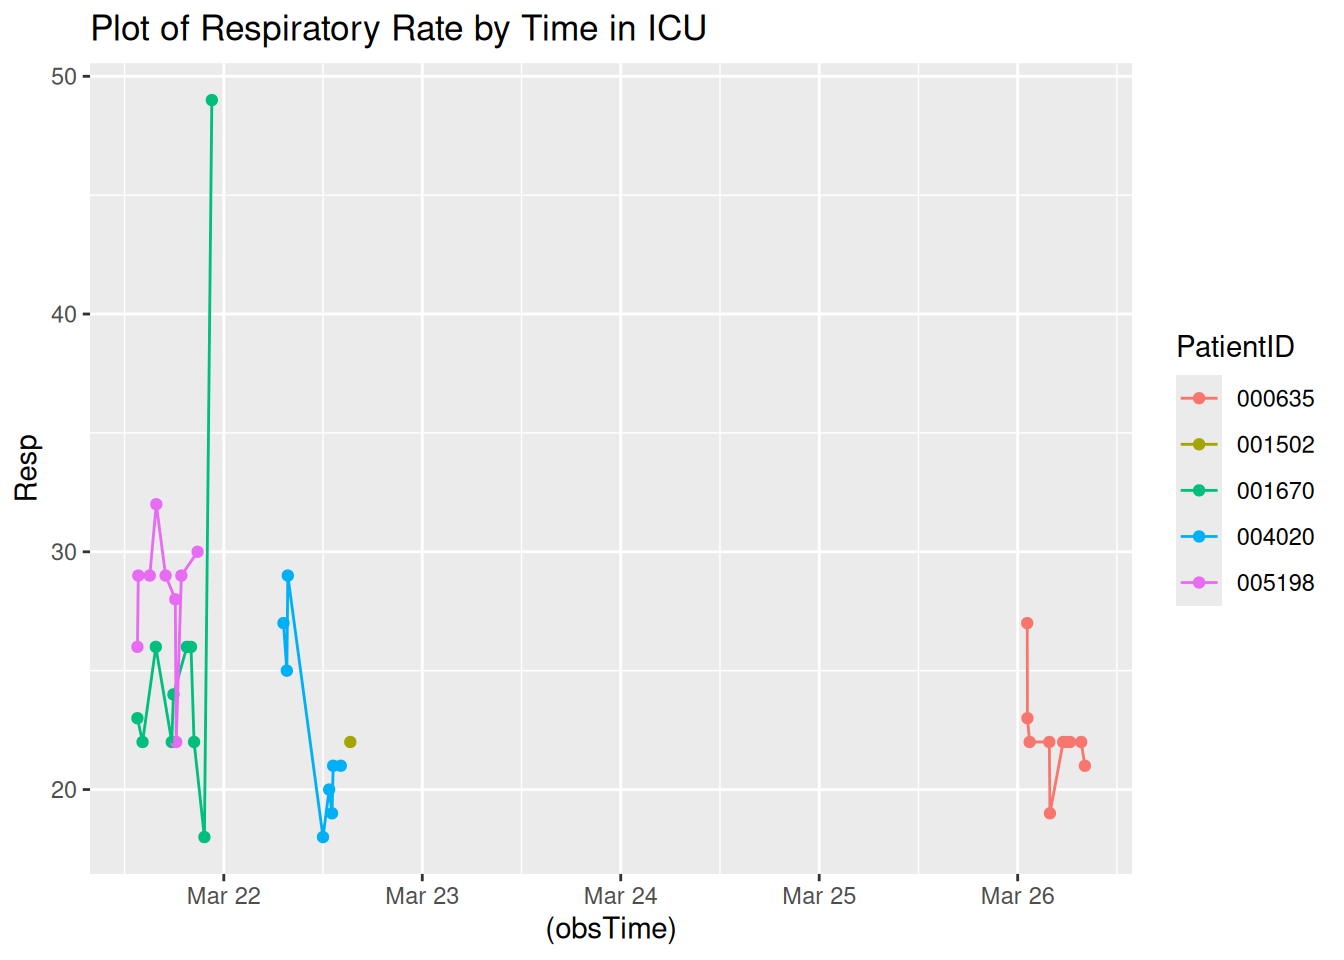 Plot of Respiratory Rate by Time in ICU
50
40
30
20
Resp
Mar 22 Mar 23 Mar 24 Mar 25 Mar 26
(obsTime)
PatientID
000635
001502
001670
004020
005198